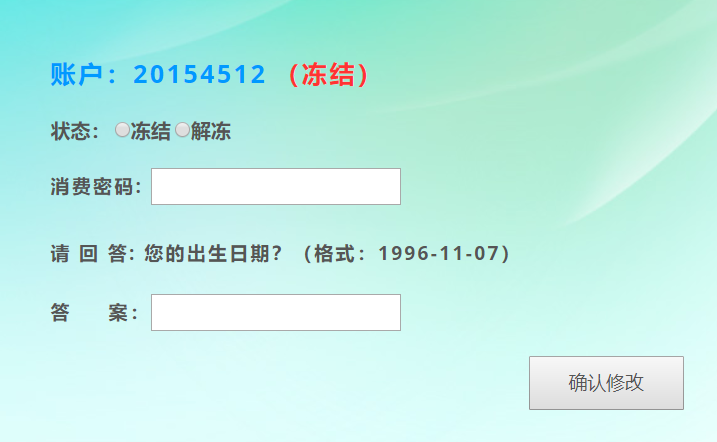 账户：20154512 （冻结）
状态： 冻结 解冻
消费密码：
请 回 答：您的出生日期？（格式：1996-11-07）
答 案：
确认修改